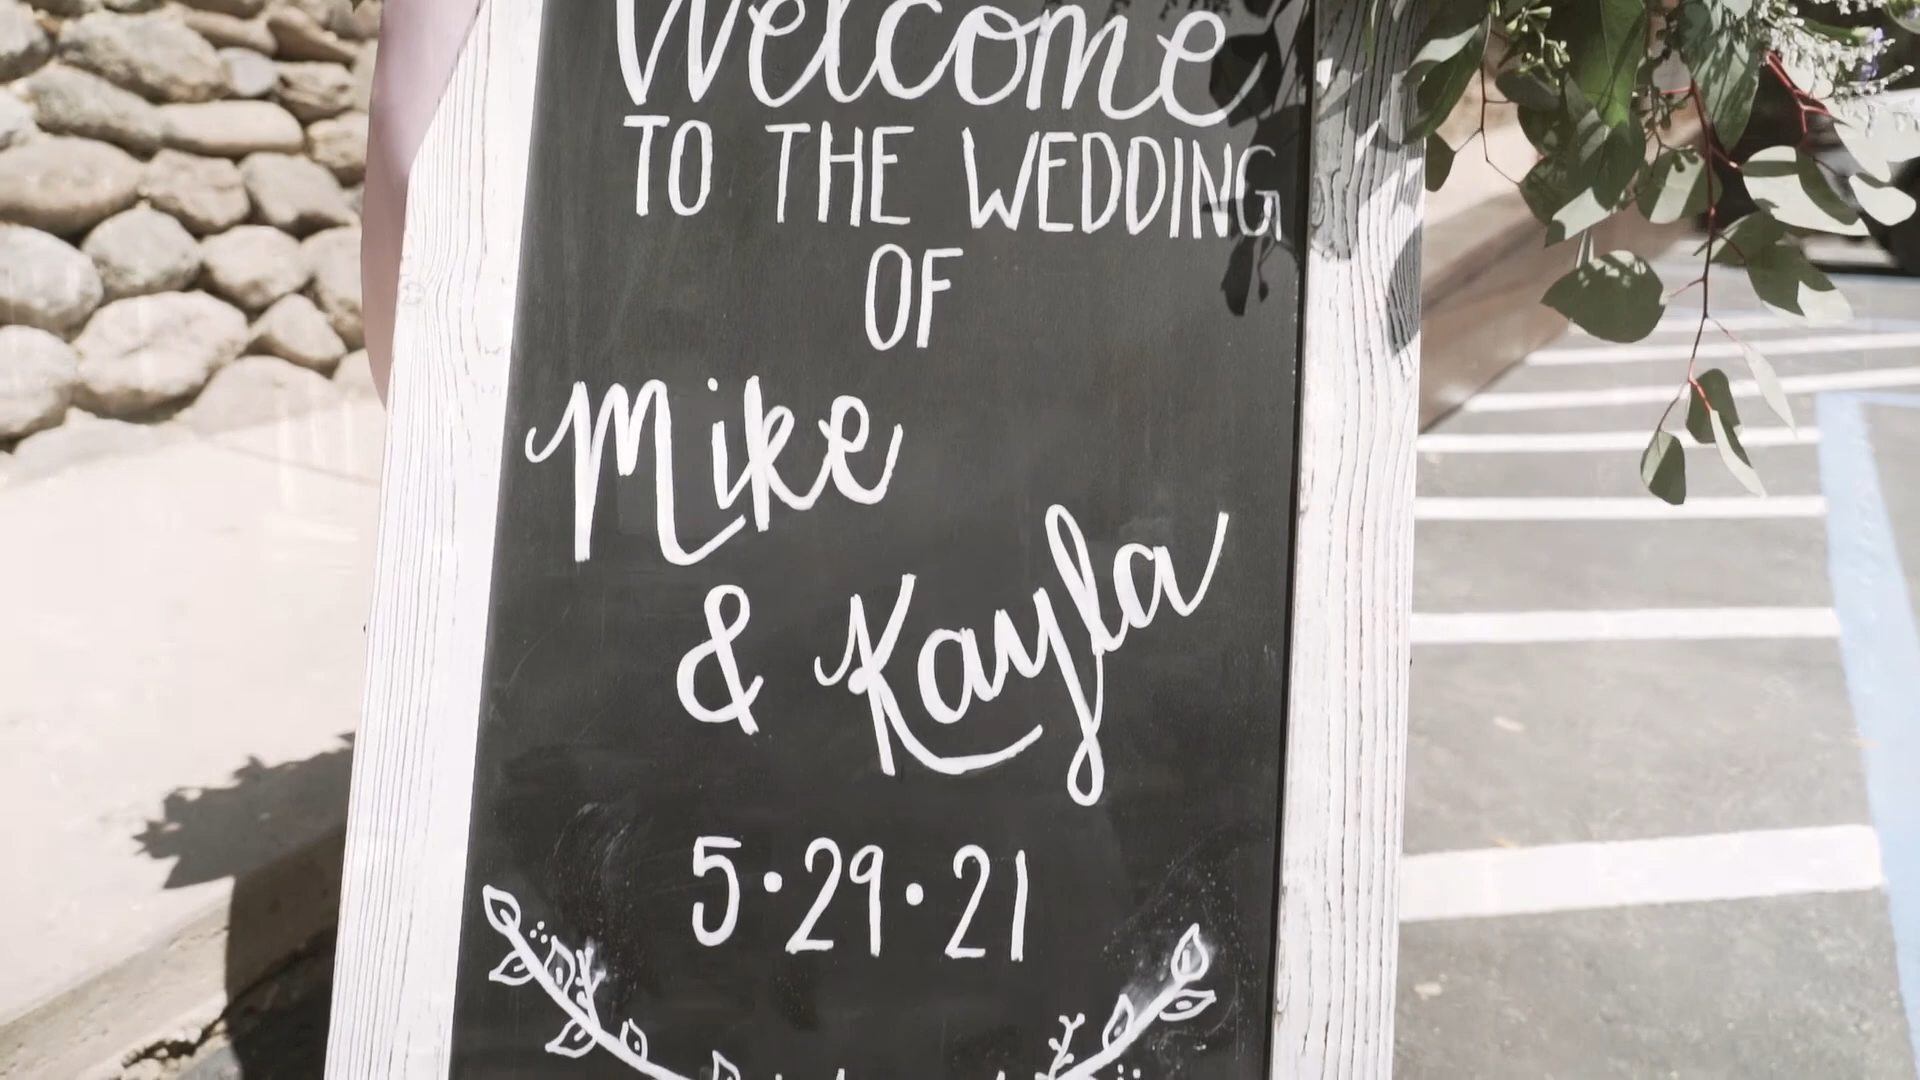 Welcome
TO THE WEDDING
OF
Mike
& Kayla
5•29•21